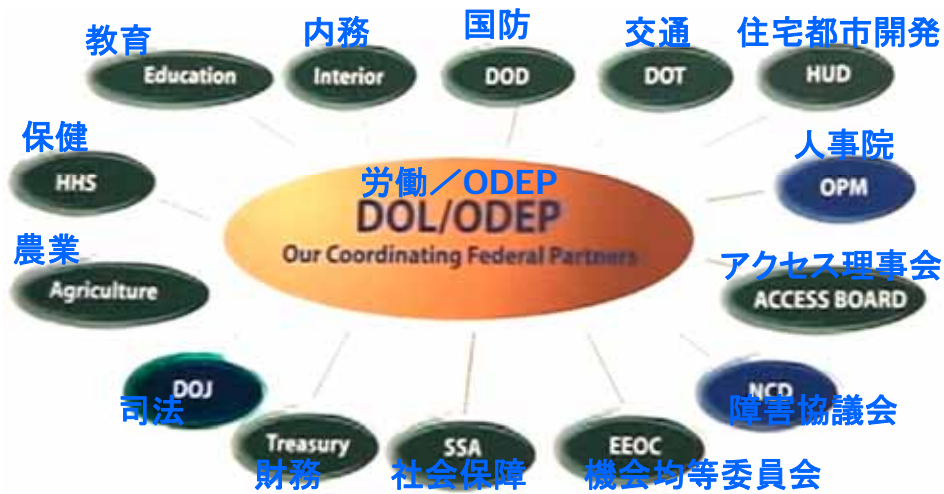 教育
Education
内務
Interior
国防
DOD
交通
DOT
住宅都市開発
HUD
保健
HHS
人事院
OPM
労働／ODEP
DOL/ODEP
Our Coordinating Federal Partners
農業
Agriculture
アクセス理事会
ACCESS BOARD
DOJ
司法
NCD
障害協議会
Treasury
財務
SSA
社会保障
EEOC
機会均等委員会